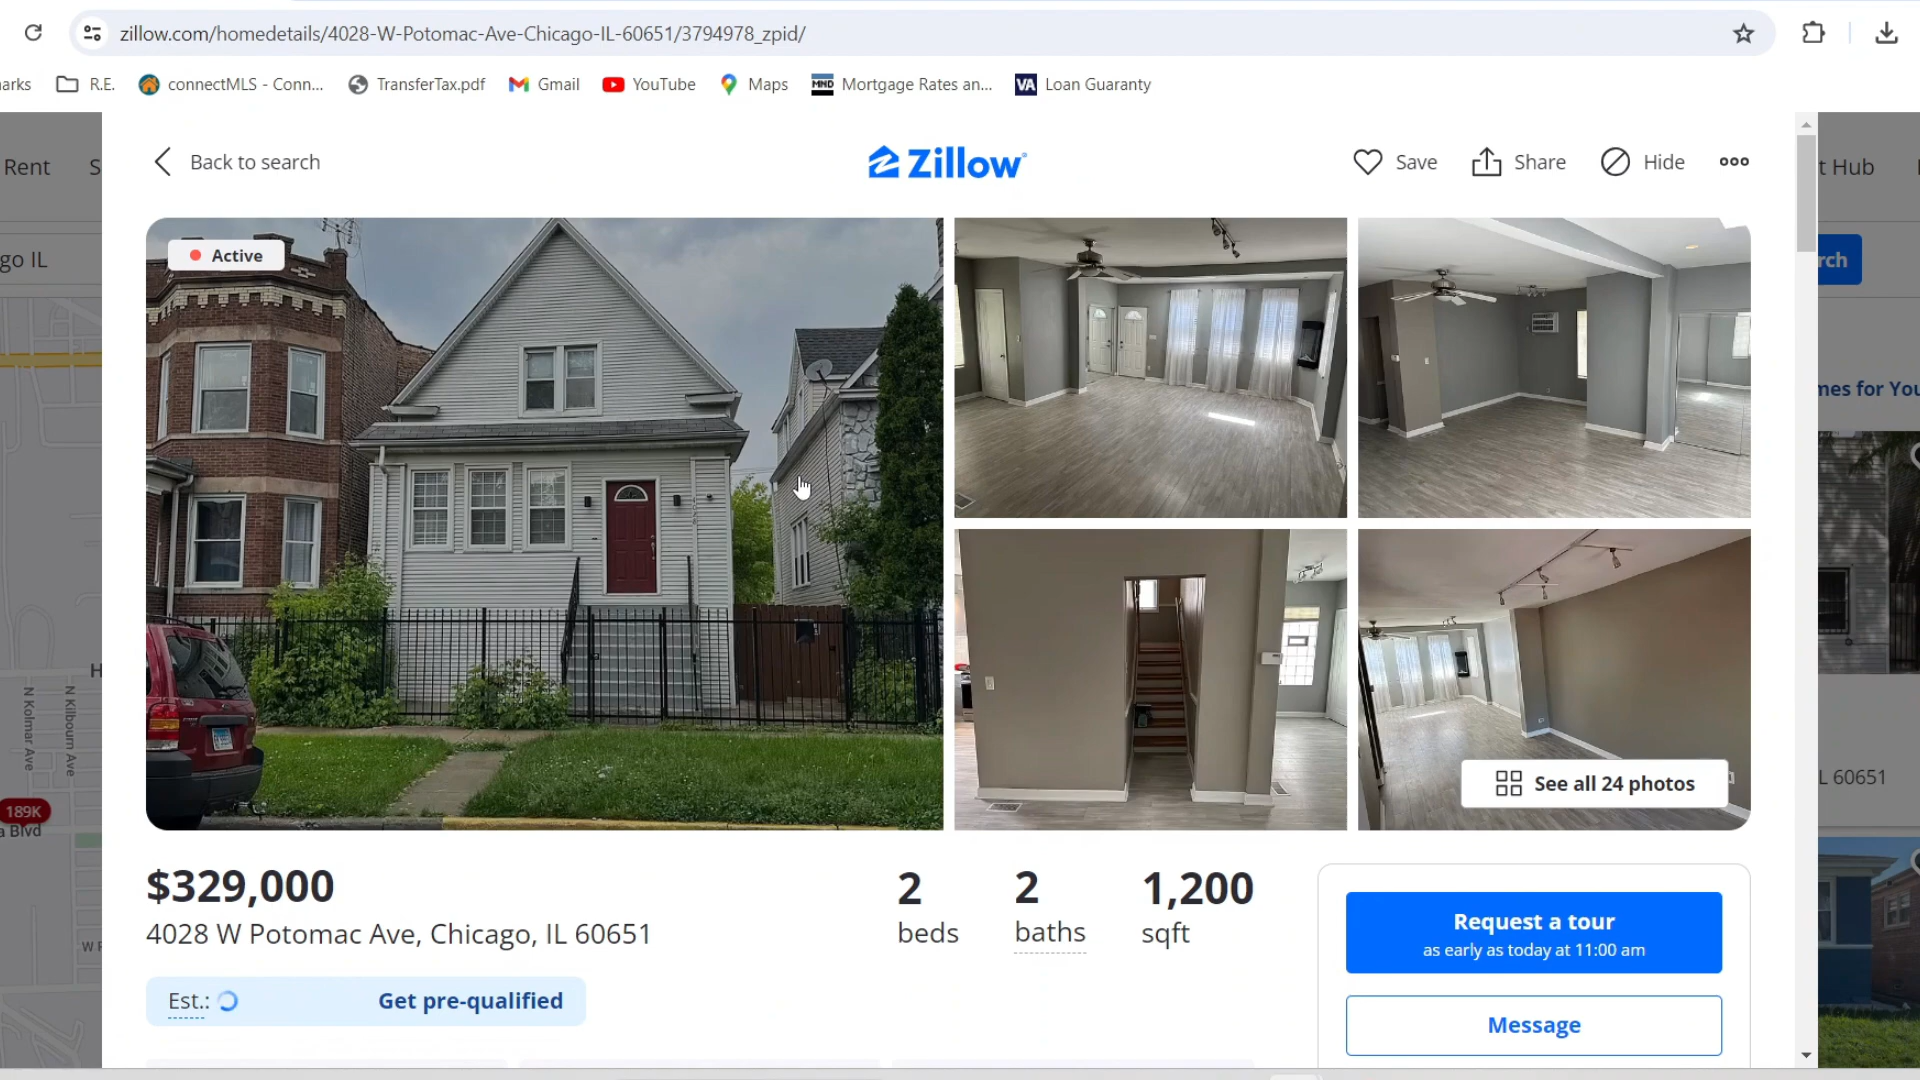 zillow.com/homedetails/4028-W-Potomac-Ave-Chicago-IL-60651/3794978_zpid/
arks R.E. connectMLS - Conn... TransferTax.pdf Gmail YouTube Maps MND Mortgage Rates an... VA Loan Guaranty
Rent S
Back to search
Zillow
Save Share Hide
t Hub
go IL
rch
Active
mes for You
See all 24 photos
N Kolmar Ave
N Kilbourn Ave
H
189K
a Blvd
W P
L 60651
$329,000
4028 W Potomac Ave, Chicago, IL 60651
2
beds
2
baths
1,200
sqft
Est.:
Get pre-qualified
Request a tour
as early as today at 11:00 am
Message